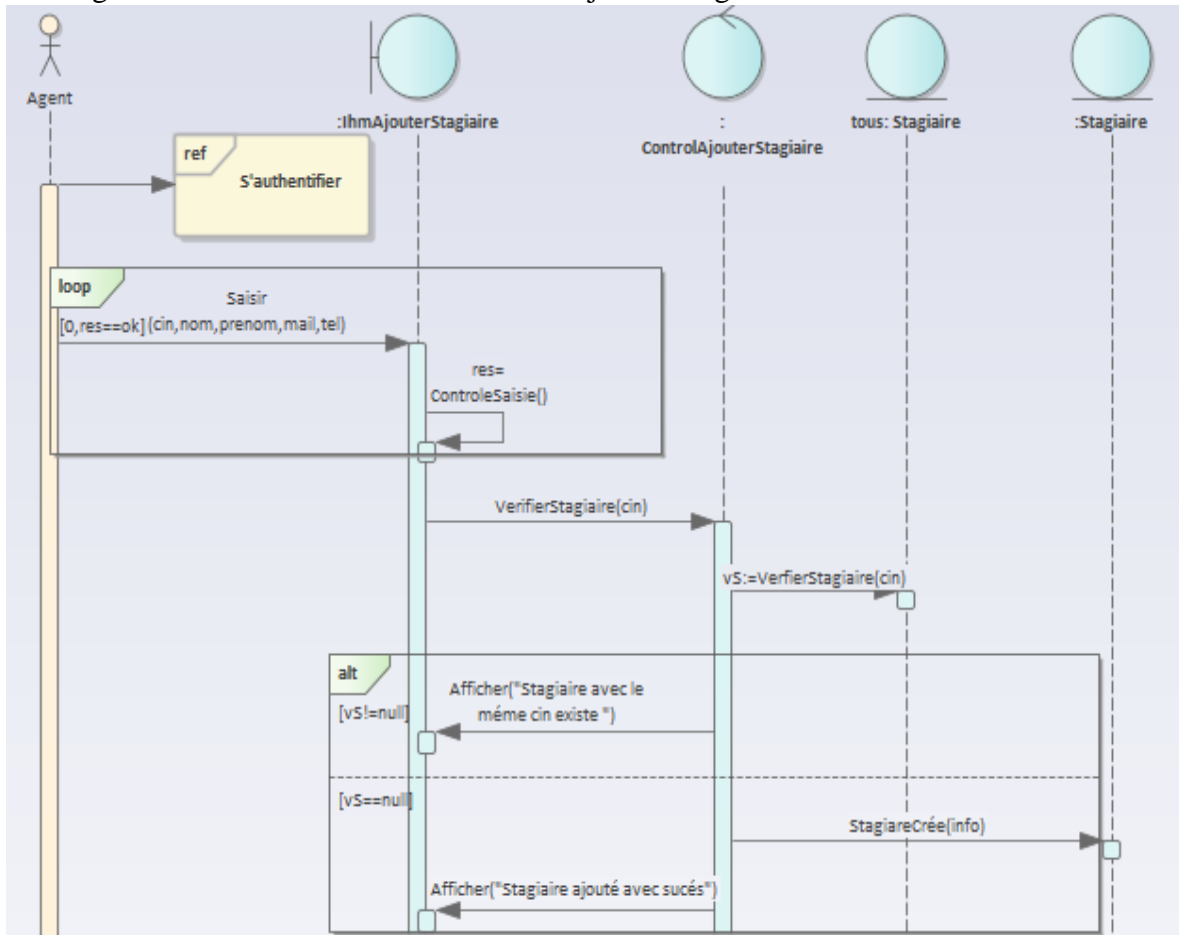 Agent
:IhmAjouterStagiaire
:
ControlAjouterStagiaire
tous: Stagiaire
:Stagiaire
ref
S'authentifier
loop
Saisir
[0,res==ok] (cin,nom,prenom,mail,tel)
res=
ControleSaisie()
VerifierStagiaire(cin)
vS:=VerfierStagiaire(cin)
alt
[vS!=null]
Afficher("Stagiaire avec le
méme cin existe ")
[vS==null]
StagiareCrée(info)
Afficher("Stagiaire ajouté avec sucés")